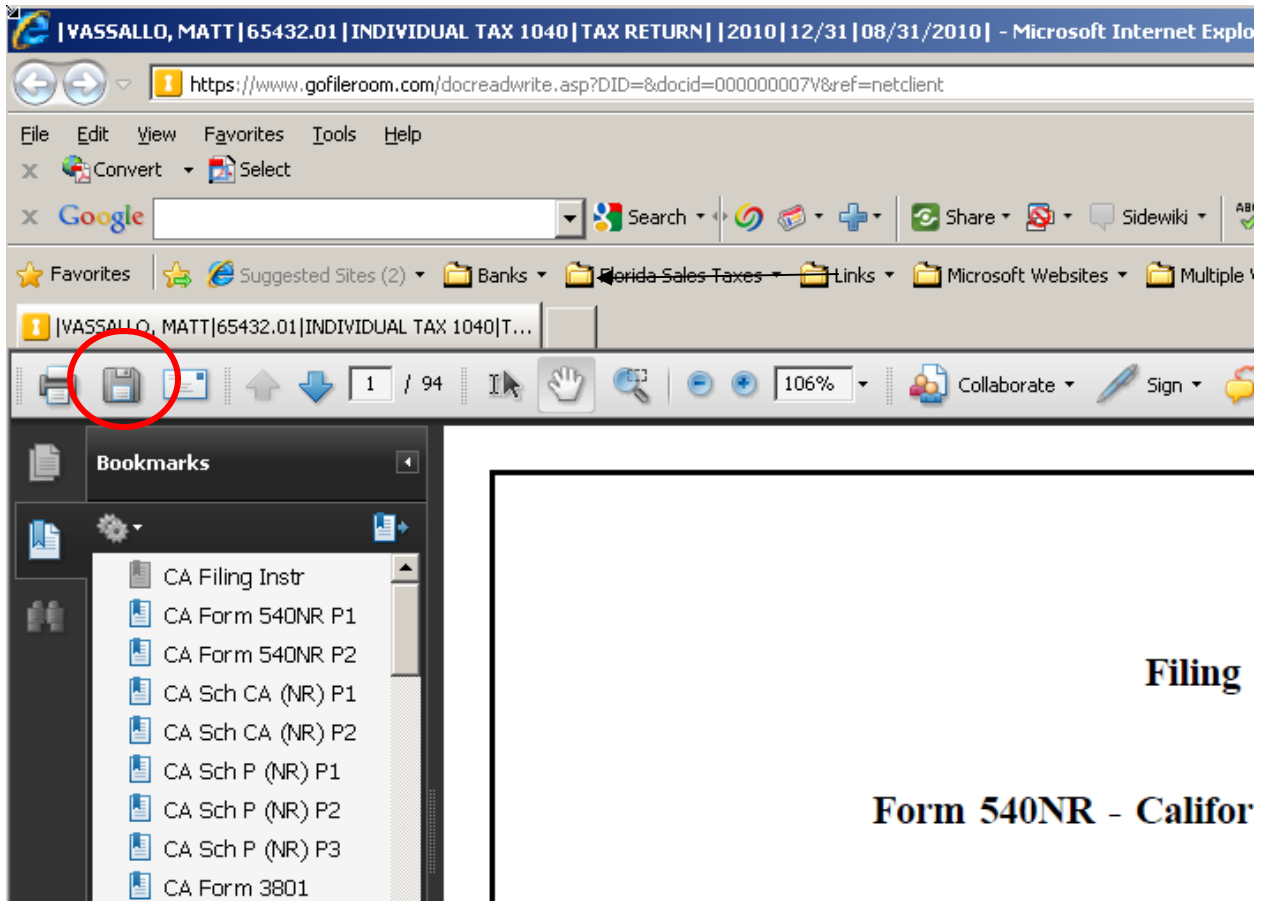 |VASSALLO, MATT|65432.01|INDIVIDUAL TAX 1040|TAX RETURN||2010|12/31|08/31/2010| - Microsoft Internet Explo
https://www.gofileroom.com/docreadwrite.asp?DID=&docid=000000007V&ref=netclient
File Edit View Favorites Tools Help
x Convert Select
x Google Search Share Sidewiki ABC
Favorites Suggested Sites (2) Banks Florida Sales Taxes Links Microsoft Websites Multiple W
|VASSALLO, MATT|65432.01|INDIVIDUAL TAX 1040|T...
1 / 94 106% Collaborate Sign
Bookmarks
CA Filing Instr
CA Form 540NR P1
CA Form 540NR P2
CA Sch CA (NR) P1
CA Sch CA (NR) P2
CA Sch P (NR) P1
CA Sch P (NR) P2
CA Sch P (NR) P3
CA Form 3801
Filing
Form 540NR - Califor